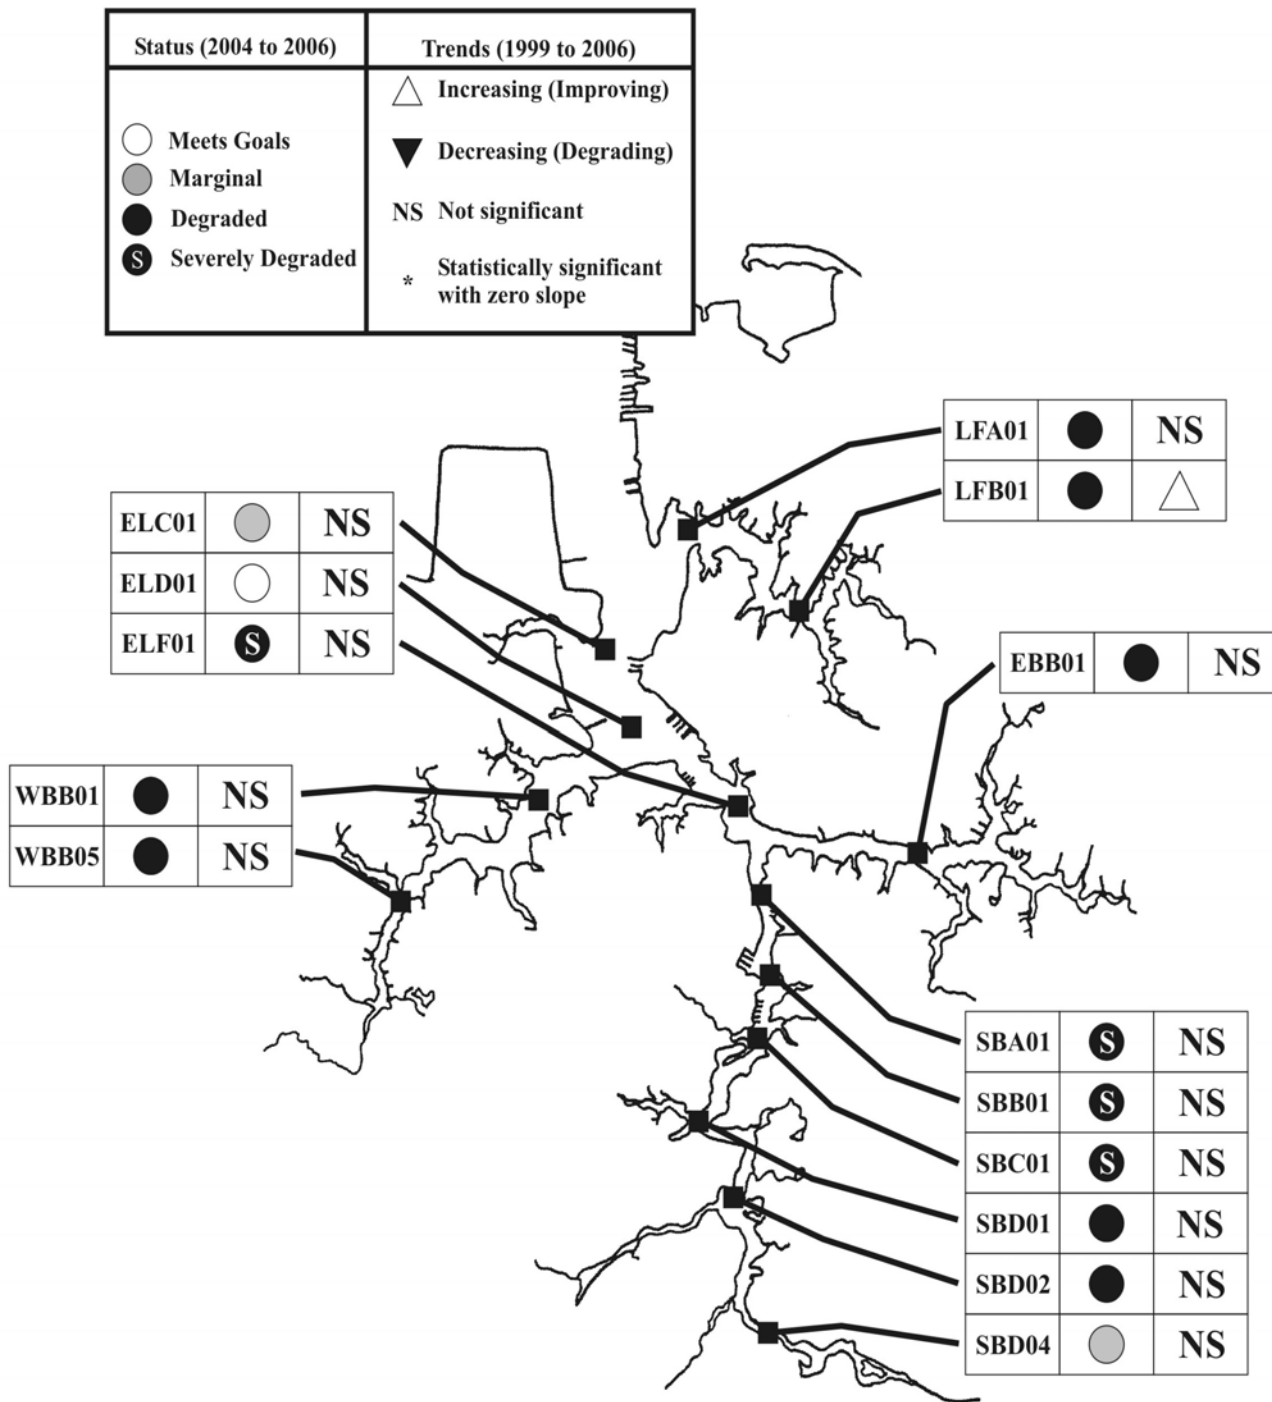 Status (2004 to 2006)
Trends (1999 to 2006)
Meets Goals
Marginal
Degraded
S Severely Degraded
Increasing (Improving)
Decreasing (Degrading)
NS Not significant
* Statistically significant
with zero slope
LFA01 NS
LFB01
ELC01 NS
ELD01 NS
ELF01 S NS
EBB01 NS
WBB01 NS
WBB05 NS
SBA01 S NS
SBB01 S NS
SBC01 S NS
SBD01 NS
SBD02 NS
SBD04 NS